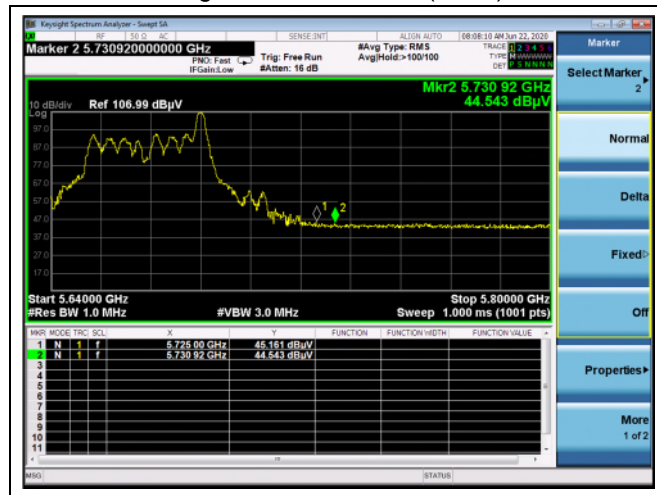 Keysight Spectrum Analyzer - Swept SA
RF 50 Ω AC SENSE:INT ALIGN AUTO 08:08:10 AM Jun 22, 2020
Marker 2 5.730920000000 GHz
PNO: Fast
IFGain:Low
Trig: Free Run
#Atten: 16 dB
#Avg Type: RMS
Avg|Hold:>100/100
TRACE 1 2 3 4 5 6
TYPE M WWWWW
DET P S N N N N
Mkr2 5.730 92 GHz
44.543 dBµV
10 dB/div Ref 106.99 dBµV
Log
97.0
87.0
77.0
67.0
57.0
47.0
37.0
27.0
17.0
1
2
Start 5.64000 GHz Stop 5.80000 GHz
#Res BW 1.0 MHz #VBW 3.0 MHz Sweep 1.000 ms (1001 pts)
MKR MODE TRC SCL X Y FUNCTION FUNCTION WIDTH FUNCTION VALUE
1 N 1 f 5.725 00 GHz 45.161 dBµV
2 N 1 f 5.730 92 GHz 44.543 dBµV
3
4
5
6
7
8
9
10
11
MSG STATUS
Marker
Select Marker
2
Normal
Delta
Fixed
Off
Properties
More
1 of 2